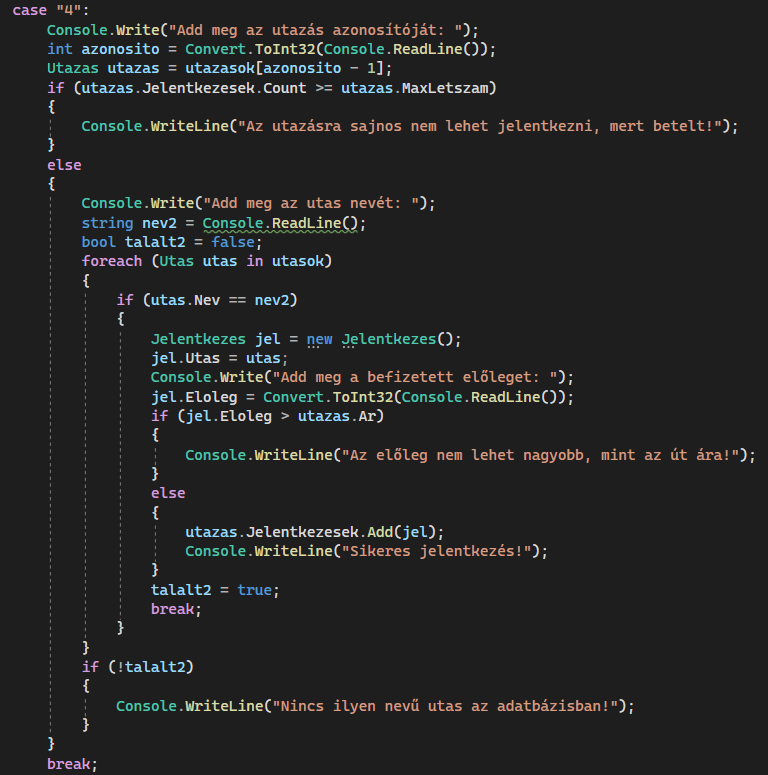 case "4":
    Console.Write("Add meg az utazás azonosítóját: ");
    int azonosito = Convert.ToInt32(Console.ReadLine());
    Utazas utazas = utazasok[azonosito - 1];
    if (utazas.Jelentkezesek.Count >= utazas.MaxLetszam)
    {
        Console.WriteLine("Az utazásra sajnos nem lehet jelentkezni, mert betelt!");
    }
    else
    {
        Console.Write("Add meg az utas nevét: ");
        string nev2 = Console.ReadLine();
        bool talalt2 = false;
        foreach (Utas utas in utasok)
        {
            if (utas.Nev == nev2)
            {
                Jelentkezes jel = new Jelentkezes();
                jel.Utas = utas;
                Console.Write("Add meg a befizetett előleget: ");
                jel.Eloleg = Convert.ToInt32(Console.ReadLine());
                if (jel.Eloleg > utazas.Ar)
                {
                    Console.WriteLine("Az előleg nem lehet nagyobb, mint az út ára!");
                }
                else
                {
                    utazas.Jelentkezesek.Add(jel);
                    Console.WriteLine("Sikeres jelentkezés!");
                }
                talalt2 = true;
                break;
            }
        }
        if (!talalt2)
        {
            Console.WriteLine("Nincs ilyen nevű utas az adatbázisban!");
        }
    }
    break;